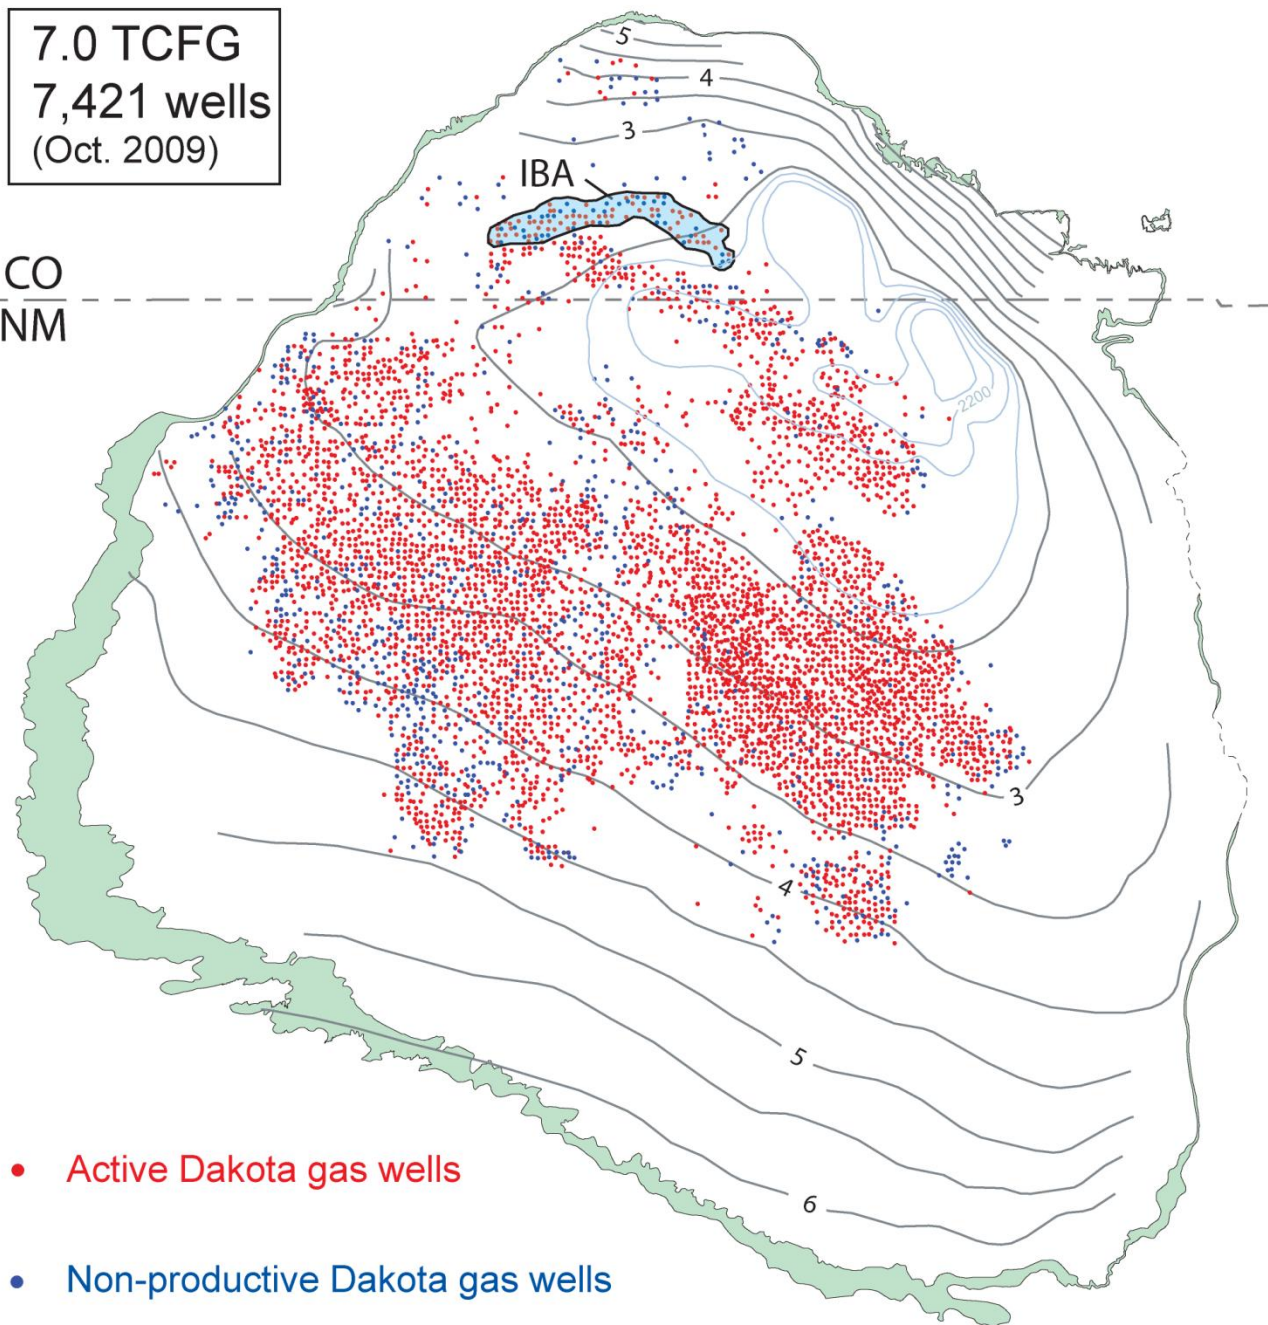 7.0 TCFG
7,421 wells
(Oct. 2009)
5
4
3
IBA
CO
NM
2200
3
4
5
6
Active Dakota gas wells
Non-productive Dakota gas wells